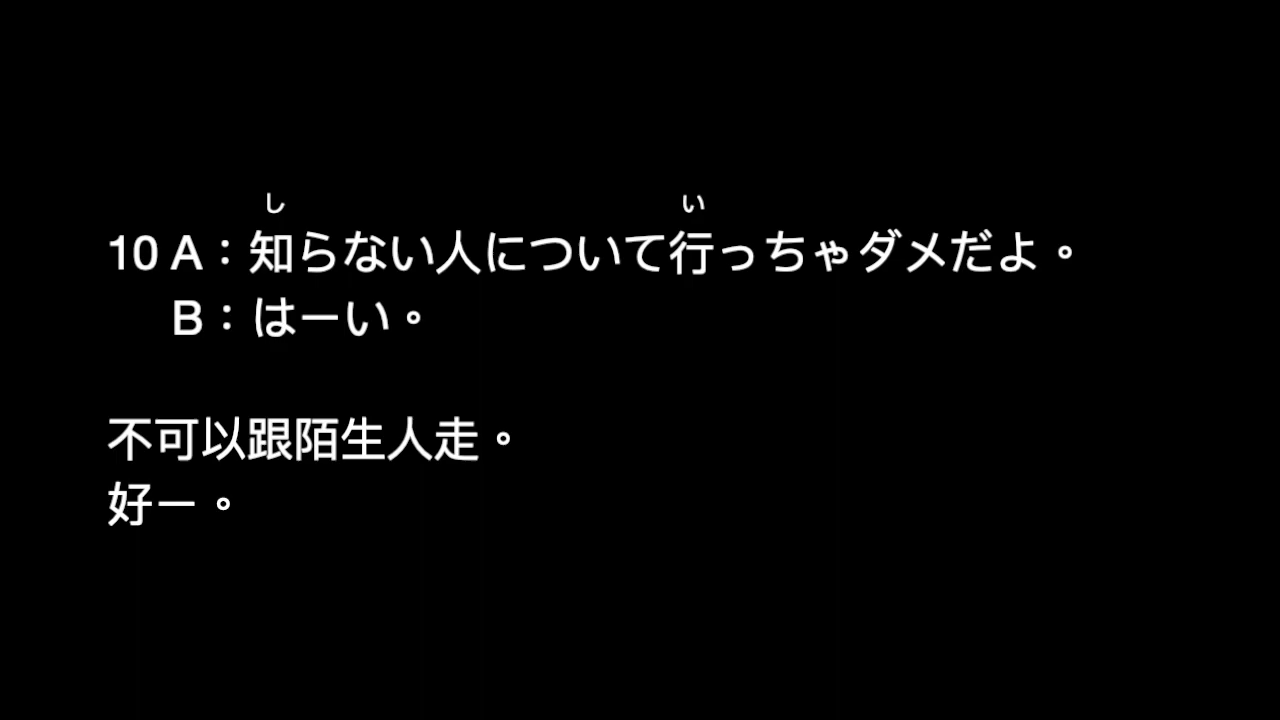 し い
10 A：知らない人について行っちゃダメだよ。
B：はーい。
不可以跟陌生人走。
好ー。